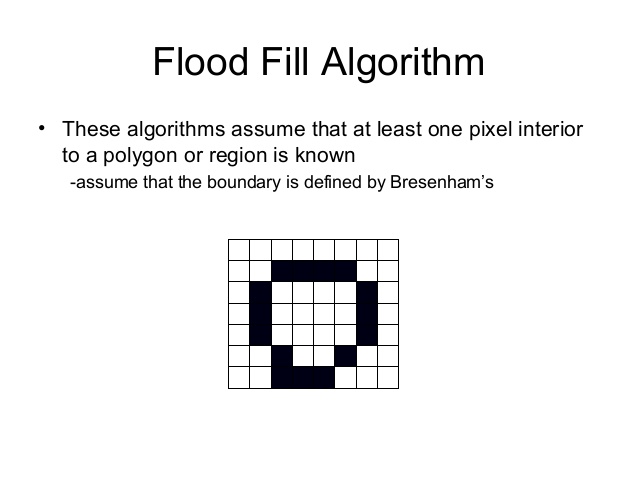 Flood Fill Algorithm
• These algorithms assume that at least one pixel interior
to a polygon or region is known
-assume that the boundary is defined by Bresenham’s